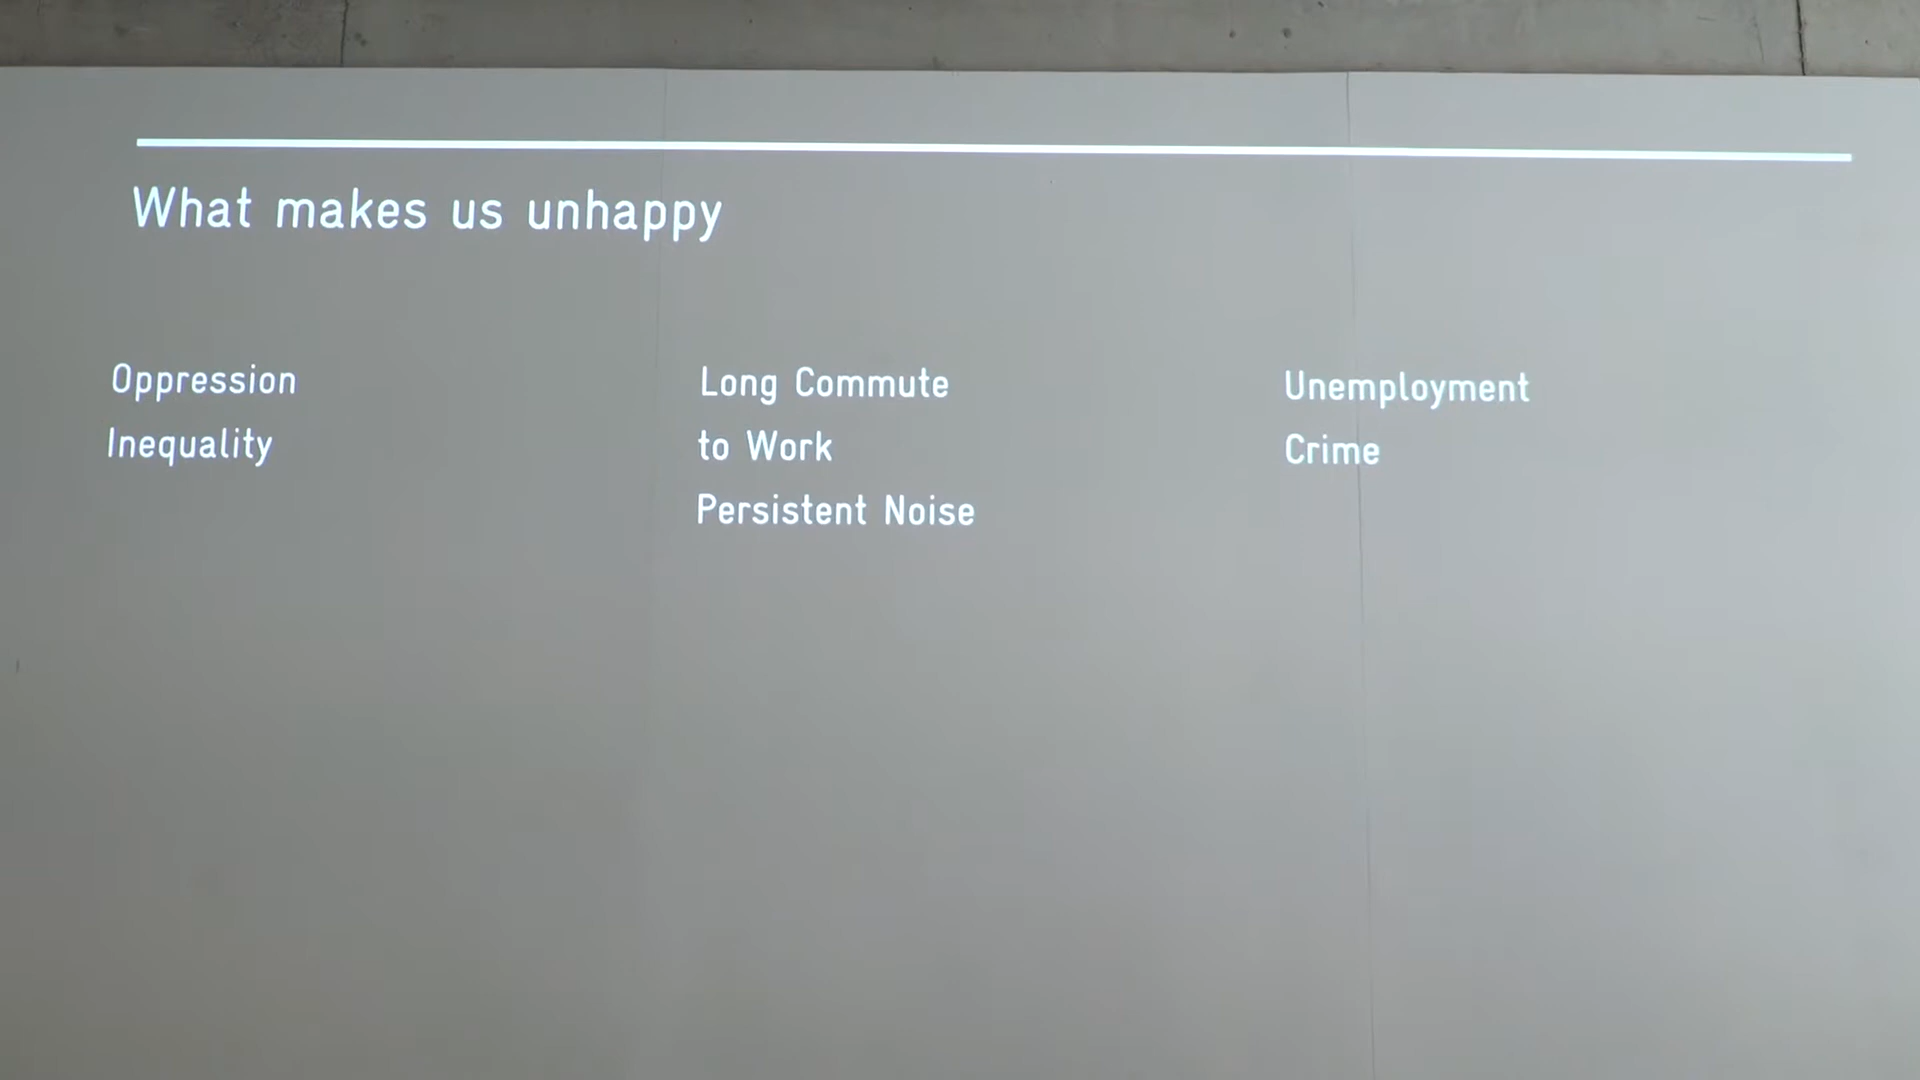 What makes us unhappy
Oppression
Inequality
Long Commute
to Work
Persistent Noise
Unemployment
Crime